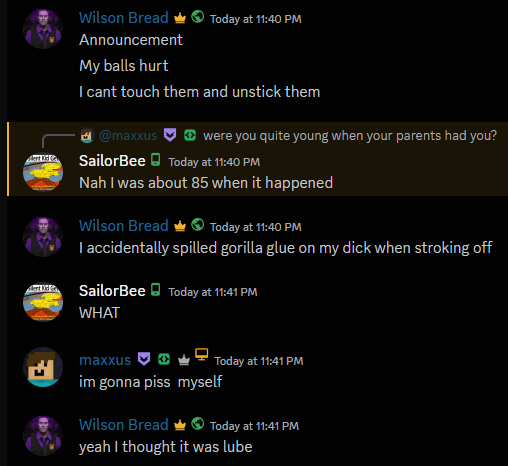 Wilson Bread Today at 11:40 PM
Announcement
My balls hurt
I cant touch them and unstick them
@maxxus were you quite young when your parents had you?
SailorBee Today at 11:40 PM
Nah I was about 85 when it happened
Wilson Bread Today at 11:40 PM
I accidentally spilled gorilla glue on my dick when stroking off
SailorBee Today at 11:41 PM
WHAT
maxxus Today at 11:41 PM
im gonna piss myself
Wilson Bread Today at 11:41 PM
yeah I thought it was lube